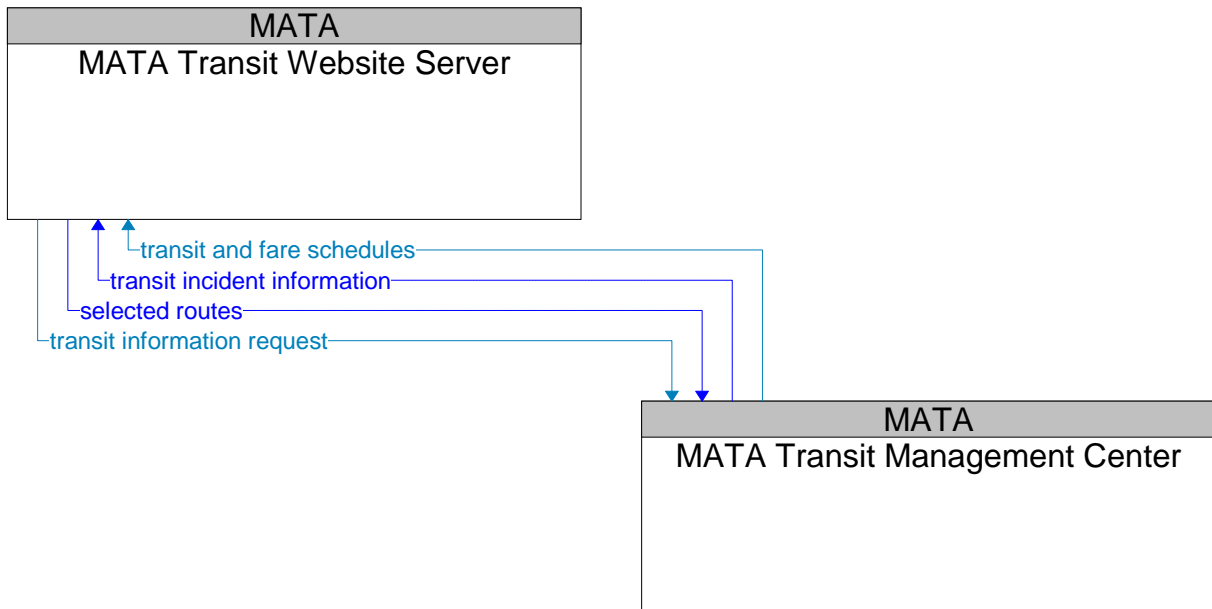 MATA
MATA Transit Website Server
transit and fare schedules
transit incident information
selected routes
transit information request
MATA
MATA Transit Management Center